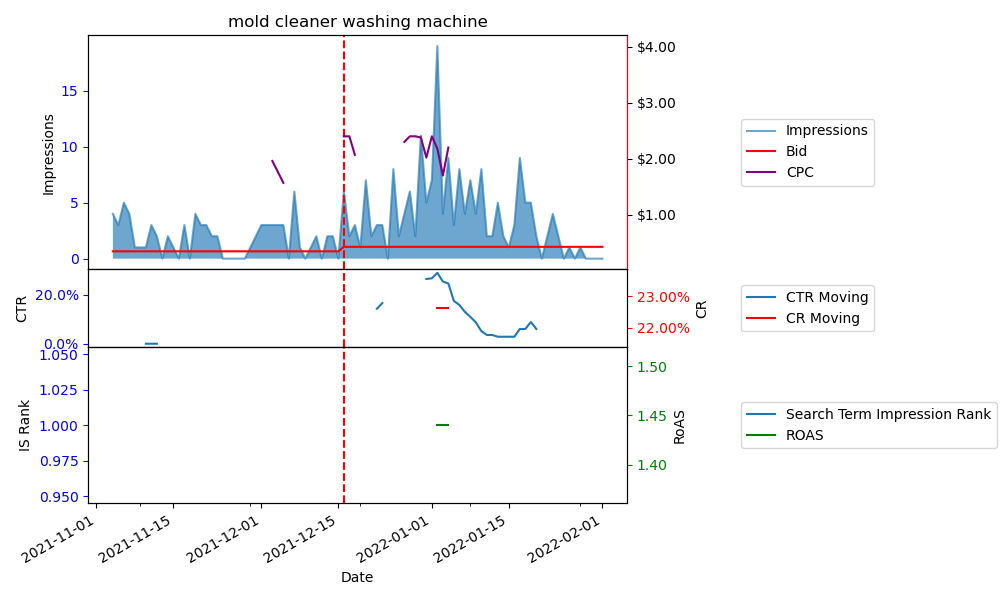 mold cleaner washing machine
Impressions
15
10
5
0
$4.00
$3.00
$2.00
$1.00
Impressions
Bid
CPC
CTR
20.0%
0.0%
23.00%
22.00%
CR
CTR Moving
CR Moving
IS Rank
1.050
1.025
1.000
0.975
0.950
1.50
1.45
1.40
RoAS
Search Term Impression Rank
ROAS
2021-11-01
2021-11-15
2021-12-01
2021-12-15
2022-01-01
2022-01-15
2022-02-01
Date